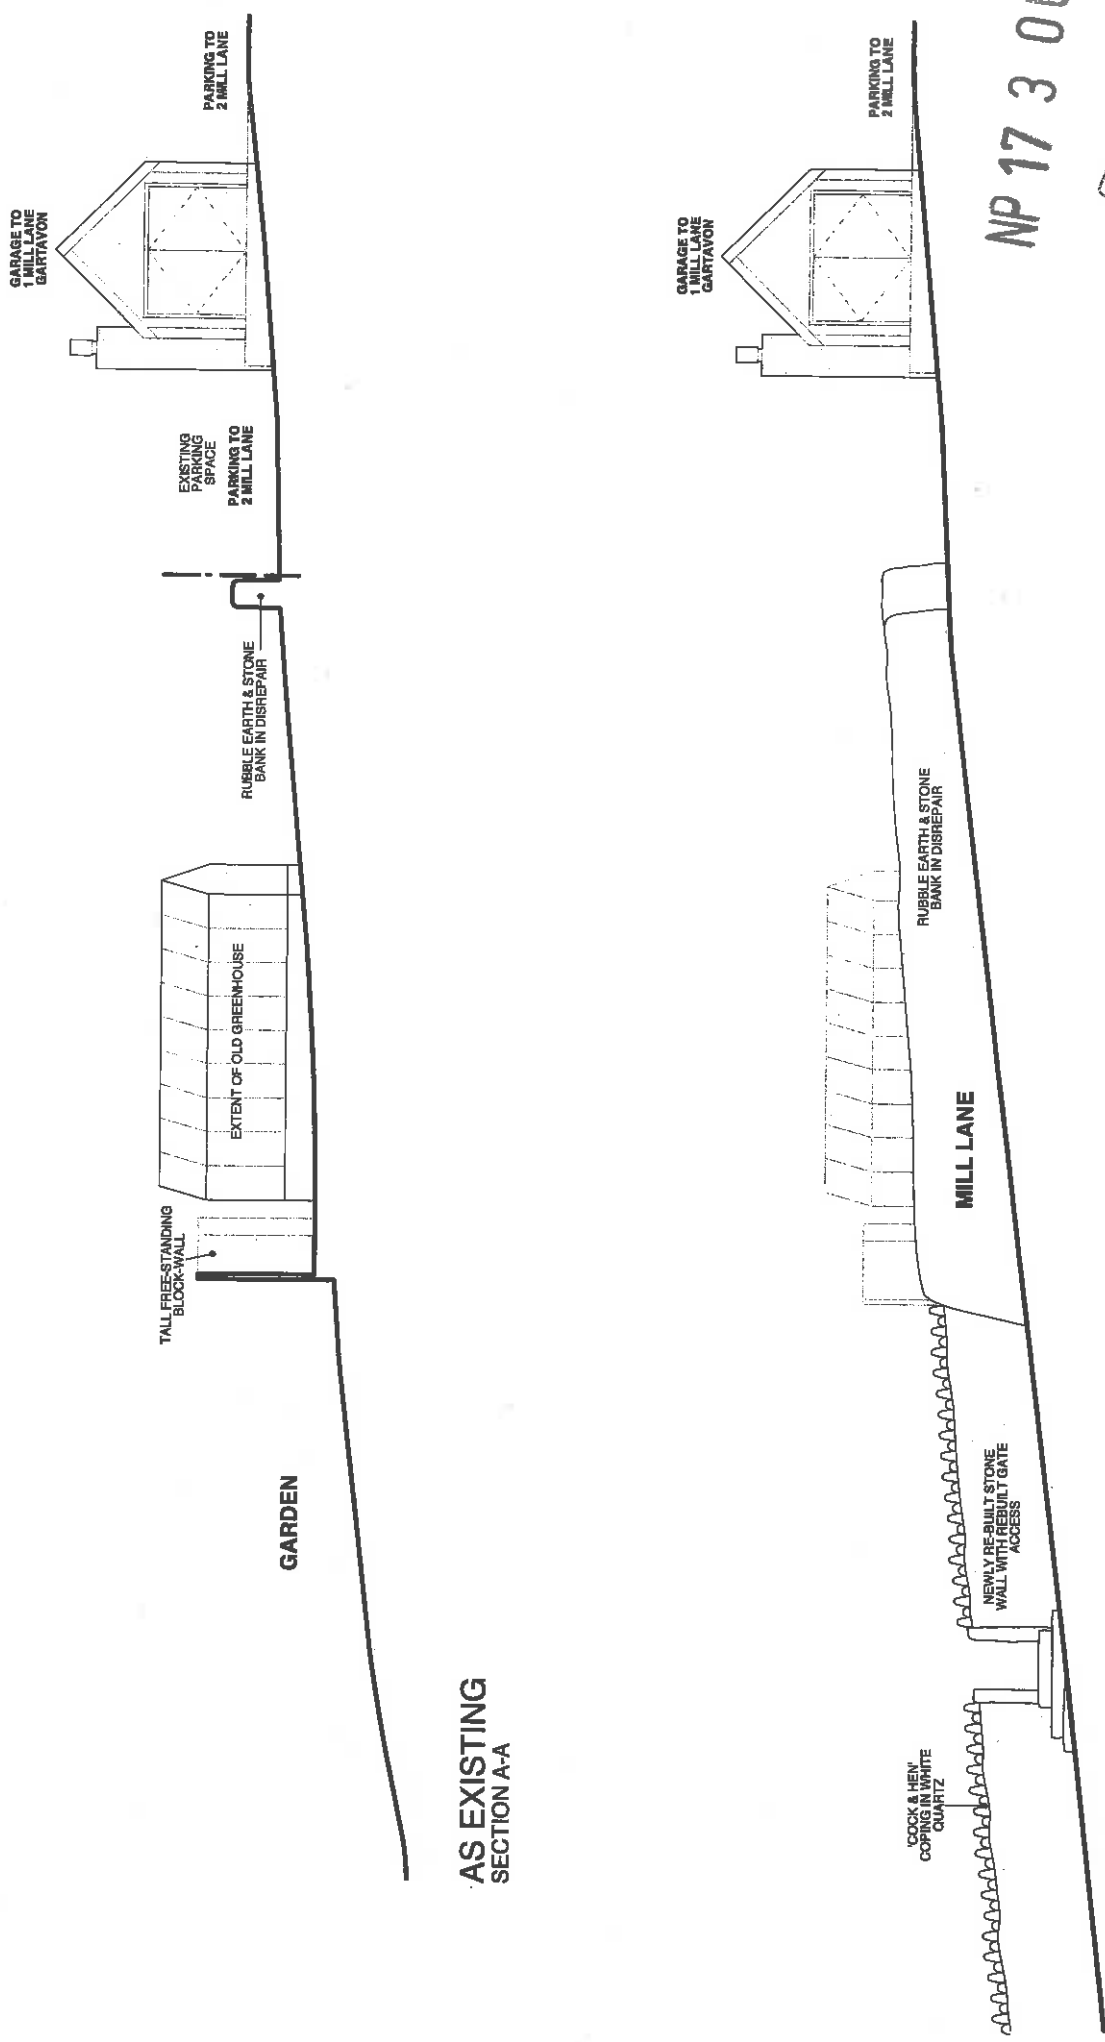 GARAGE TO
1 MILL LANE
GARTAVON
PARKING TO
2 MILL LANE
EXISTING
PARKING
SPACE
PARKING TO
2 MILL LANE
RUBBLE EARTH & STONE
BANK IN DISREPAIR
EXTENT OF OLD GREENHOUSE
TALL FREE-STANDING
BLOCK-WALL
GARDEN
AS EXISTING
SECTION A-A
GARAGE TO
1 MILL LANE
GARTAVON
PARKING TO
2 MILL LANE
RUBBLE EARTH & STONE
BANK IN DISREPAIR
MILL LANE
NEWLY RE-BUILT STONE
WALL WITH REBUILT GATE
ACCESS
'COCK & HEN'
COPING IN WHITE
QUARTZ
NP 17 3 0